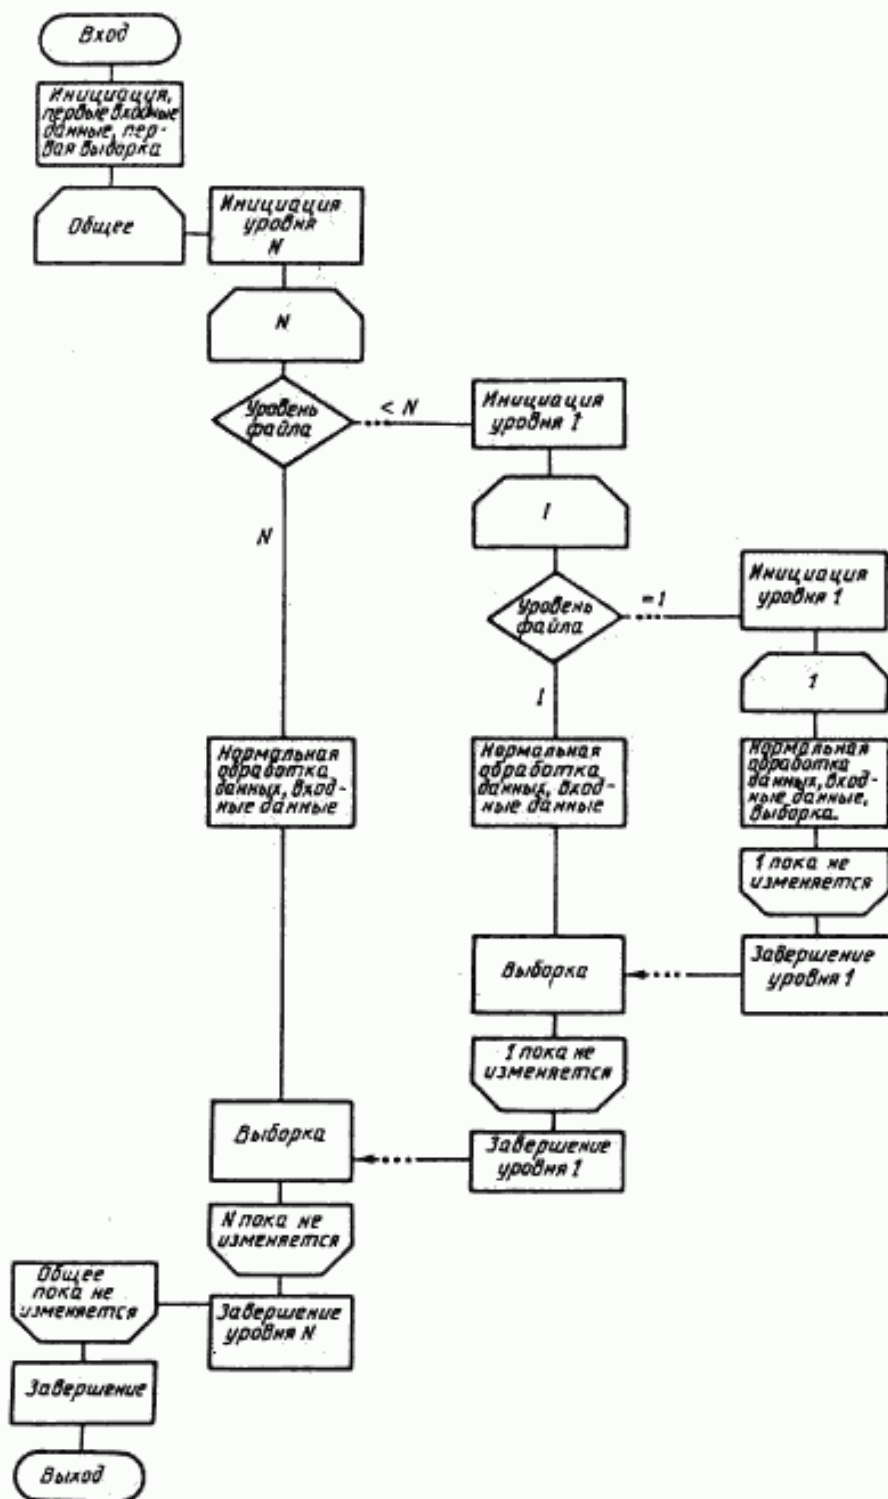 Вход
Инициация,
первые входные
данные, пер-
вая выборка
Общее
Инициация
уровня
N
N
Уровень
файла
< N
Инициация
уровня I
N
I
Уровень
файла
=1
Инициация
уровня 1
I
1
Нормальная
обработка
данных, вход-
ные данные
Нормальная
обработка
данных, вход-
ные данные
Нормальная
обработка
данных, вход-
ные данные,
выборка.
1 пока не
изменяется
Выборка
Завершение
уровня 1
I пока не
изменяется
Выборка
Завершение
уровня I
N пока не
изменяется
Общее
пока не
изменяется
Завершение
уровня N
Завершение
Выход